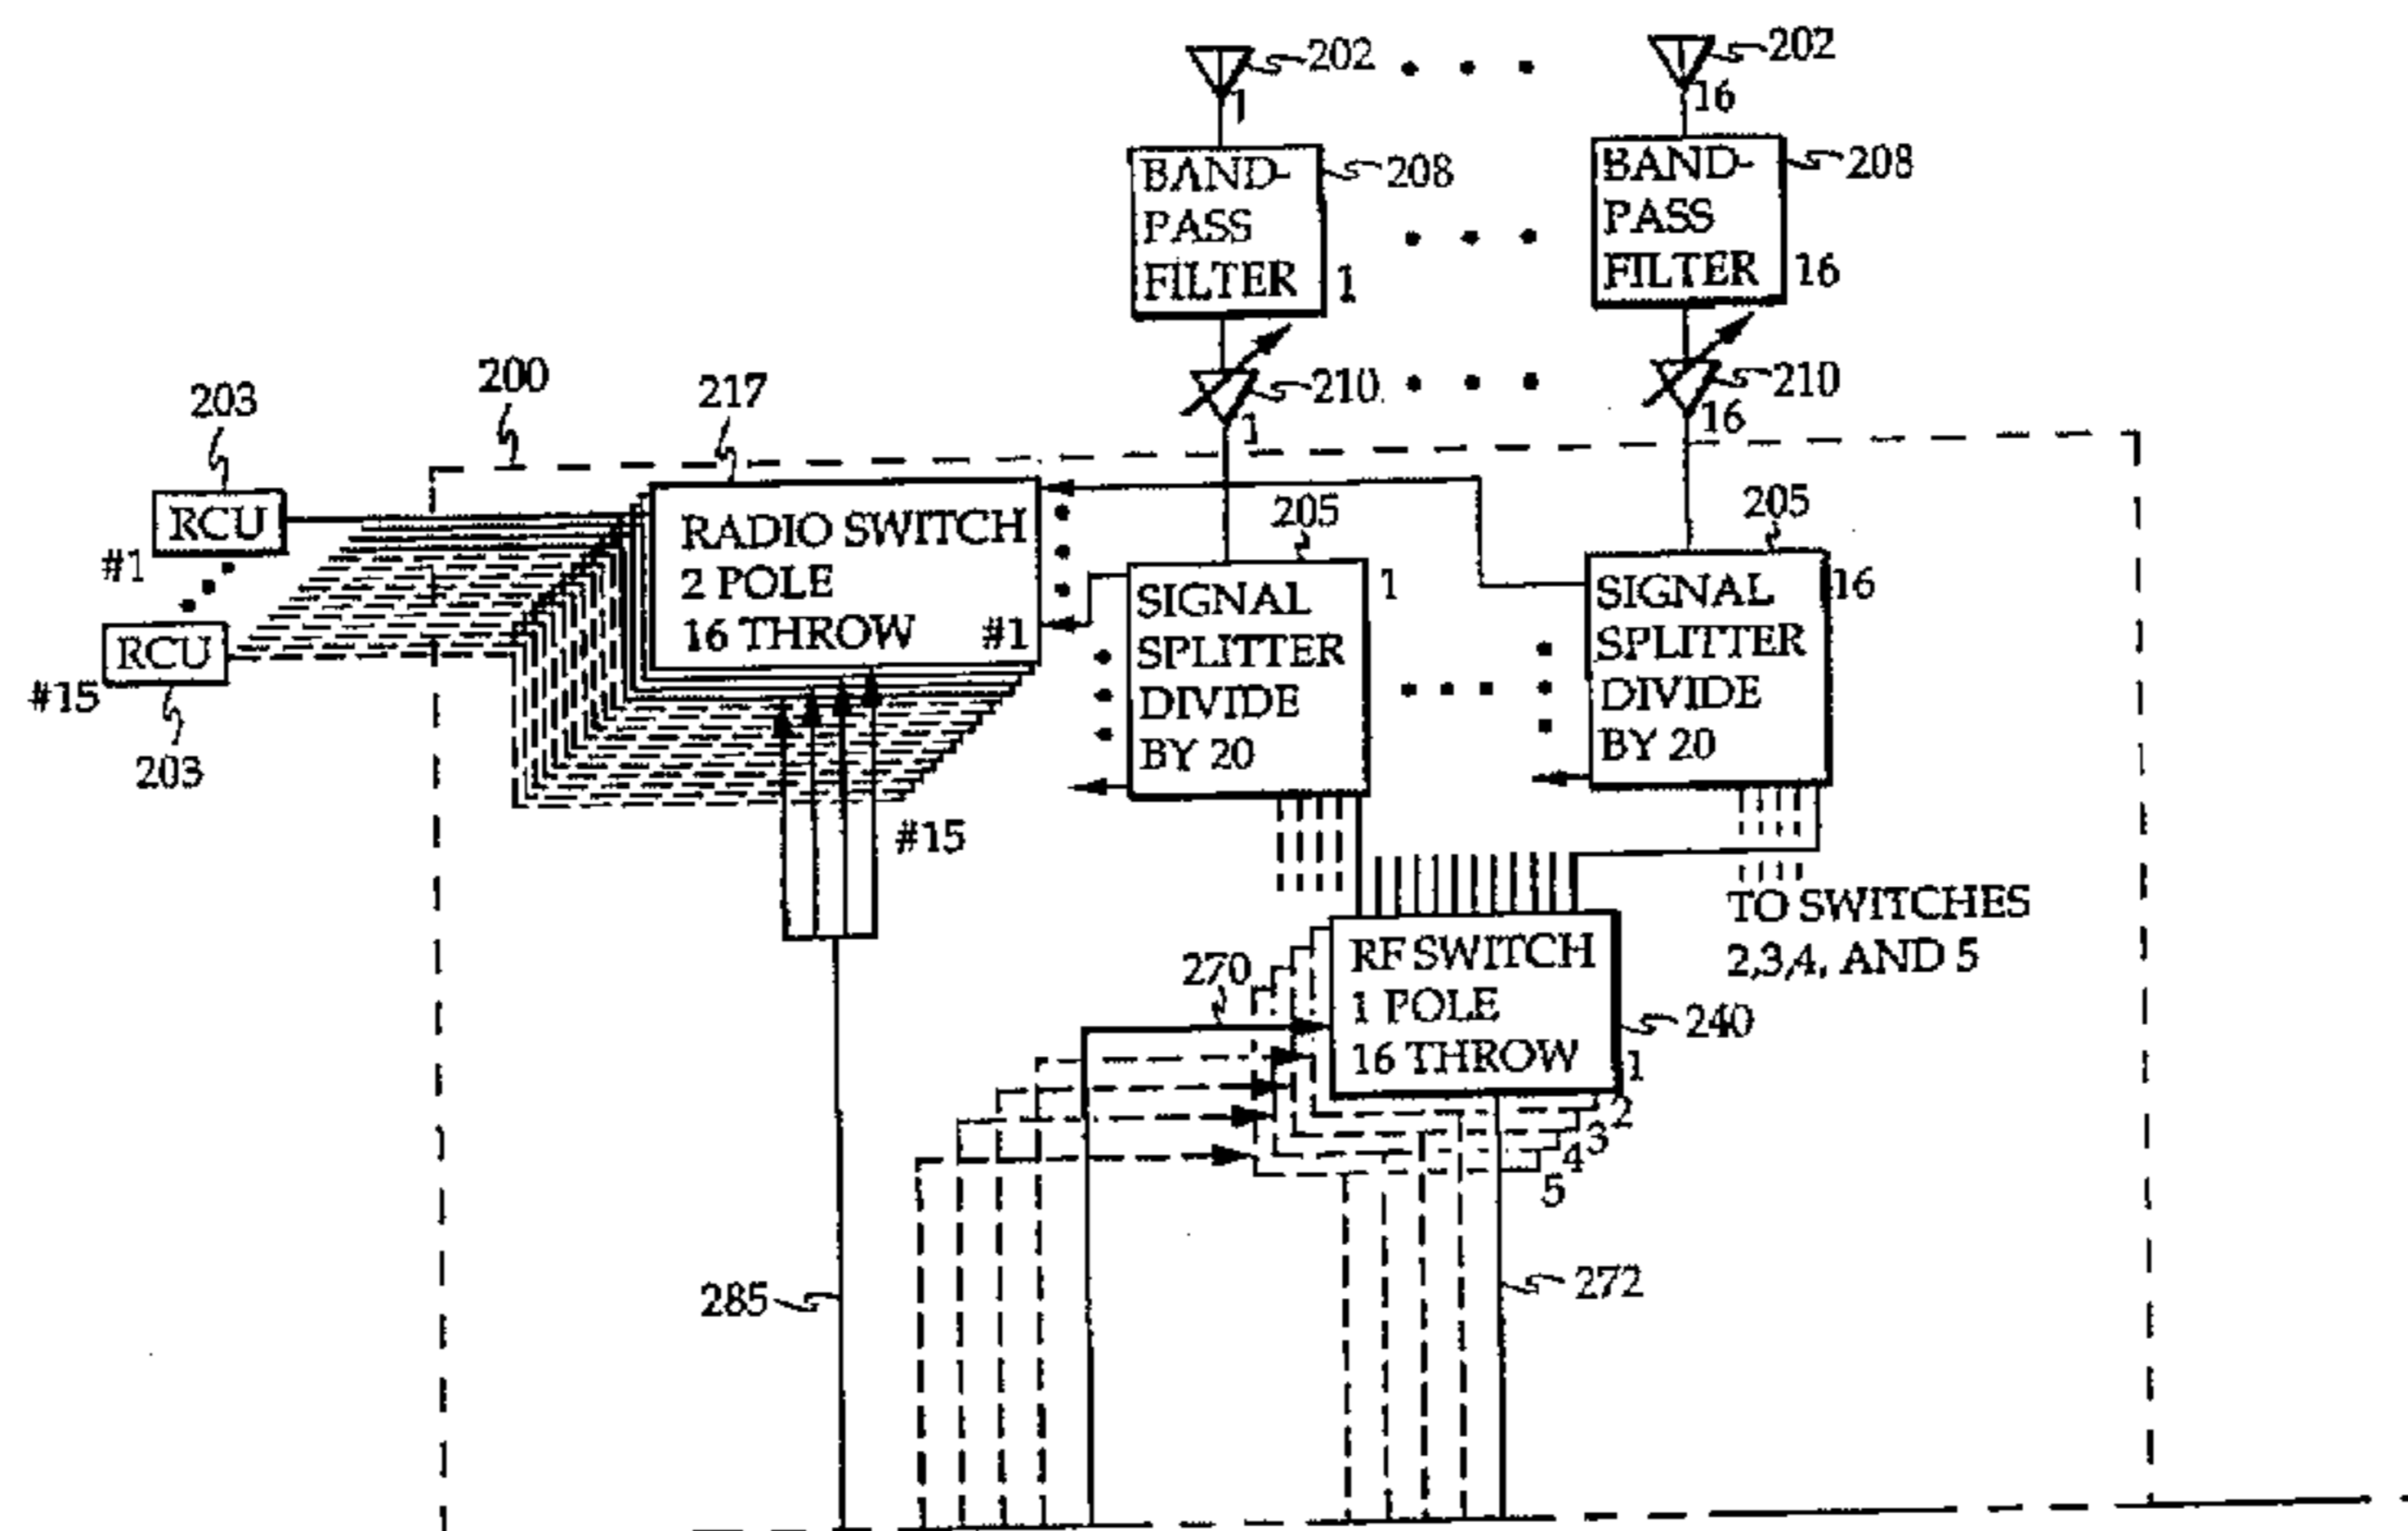 202
202
1
16
BAND-
PASS
FILTER
1
208
BAND-
PASS
FILTER
16
208
210
1
210
16
203
200
217
RCU
#1
RCU
#15
203
RADIO SWITCH
2 POLE
16 THROW
#1
#15
205
SIGNAL
SPLITTER
DIVIDE
BY 20
1
205
SIGNAL
SPLITTER
DIVIDE
BY 20
16
TO SWITCHES
2,3,4, AND 5
270
RF SWITCH
1 POLE
16 THROW
240
1
2
3
4
5
285
272